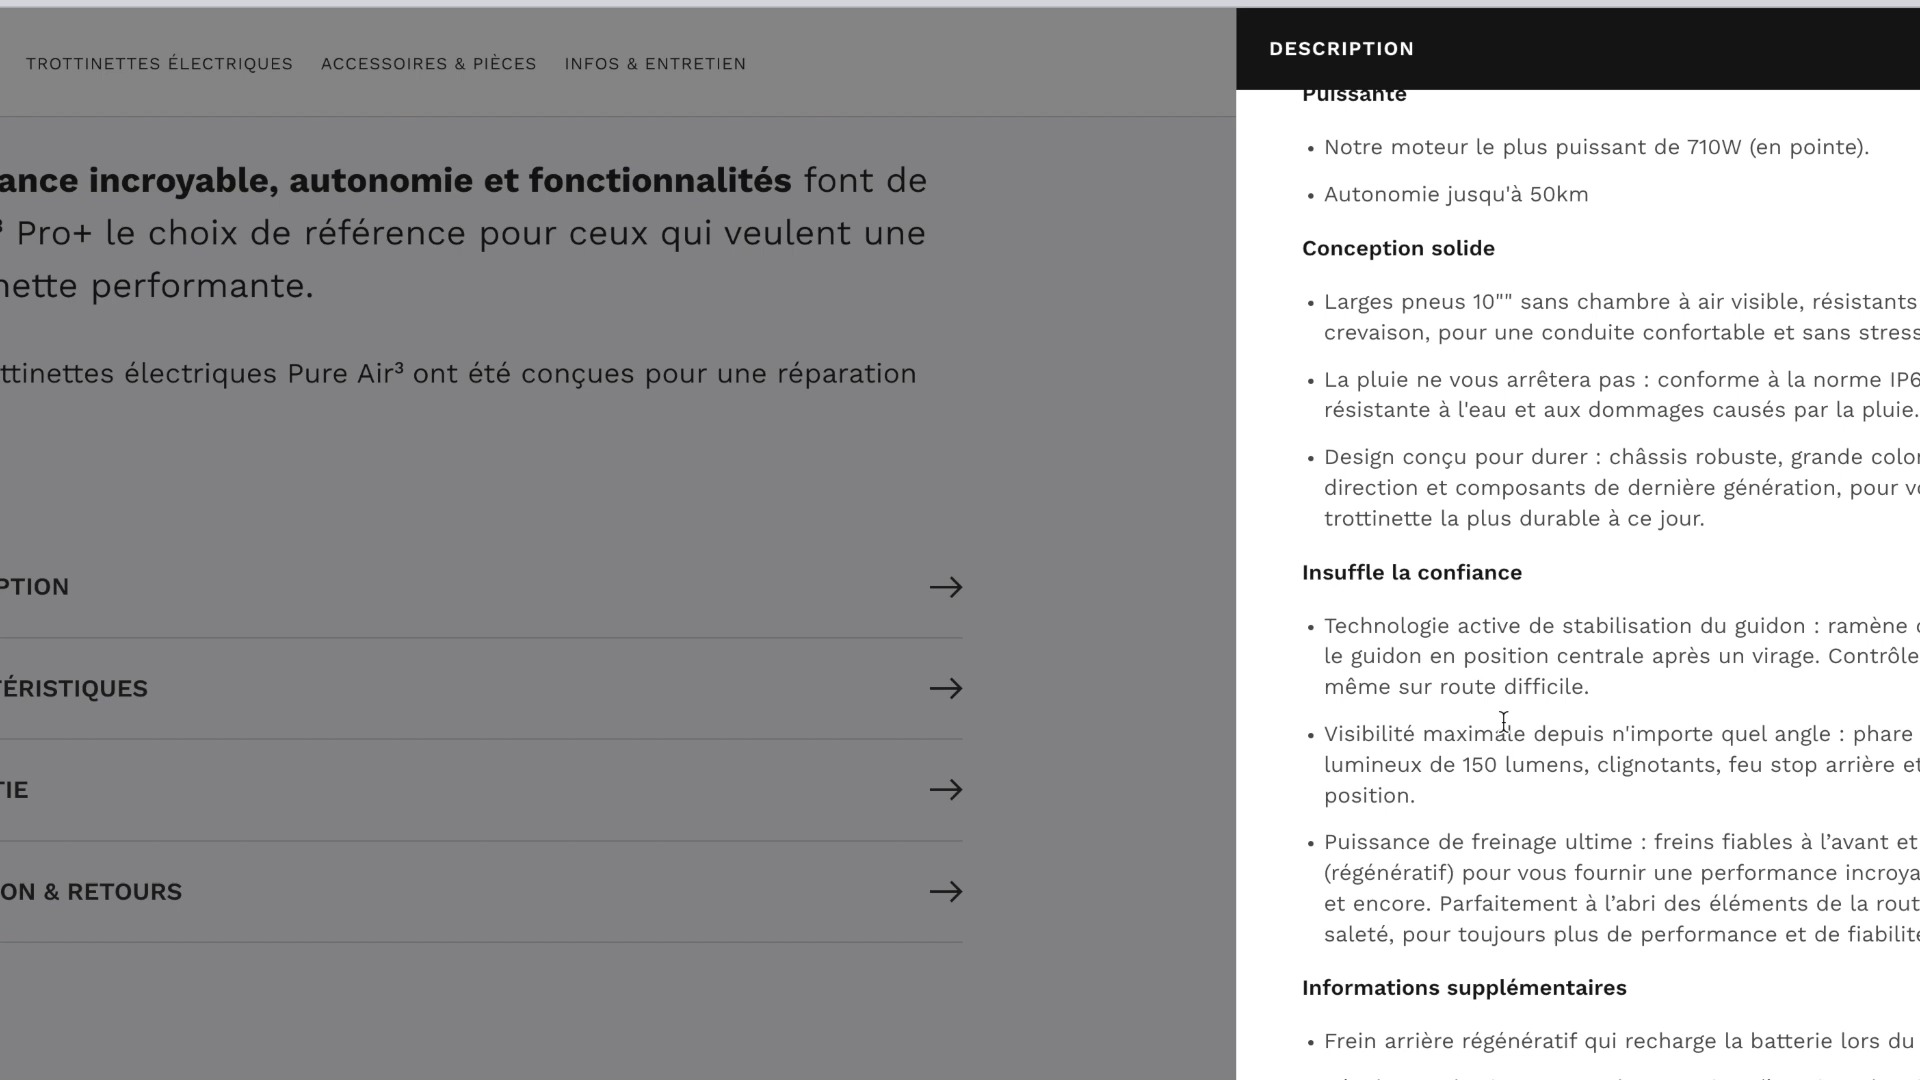 TROTTINETTES ÉLECTRIQUES ACCESSOIRES & PIÈCES INFOS & ENTRETIEN
incroyable, autonomie et fonctionnalités font de
Pro+ le choix de référence pour ceux qui veulent une
performante.
électriques Pure Air³ ont été conçues pour une réparation
ON & RETOURS
DESCRIPTION
Puissante
• Notre moteur le plus puissant de 710W (en pointe).
• Autonomie jusqu'à 50km
Conception solide
• Larges pneus 10"" sans chambre à air visible, résistants
crevaison, pour une conduite confortable et sans stress
• La pluie ne vous arrêtera pas : conforme à la norme
résistante à l'eau et aux dommages causés par la pluie.
• Design conçu pour durer : châssis robuste, grande
direction et composants de dernière génération, pour
trottinette la plus durable à ce jour.
Insuffle la confiance
• Technologie active de stabilisation du guidon : ramène
le guidon en position centrale après un virage. Contrôle
même sur route difficile.
• Visibilité maximale depuis n'importe quel angle : phare
lumineux de 150 lumens, clignotants, feu stop arrière et
position.
• Puissance de freinage ultime : freins fiables à l’avant et
(régénératif) pour vous fournir une performance
et encore. Parfaitement à l’abri des éléments de la
saleté, pour toujours plus de performance et de
Informations supplémentaires
• Frein arrière régénératif qui recharge la batterie lors du